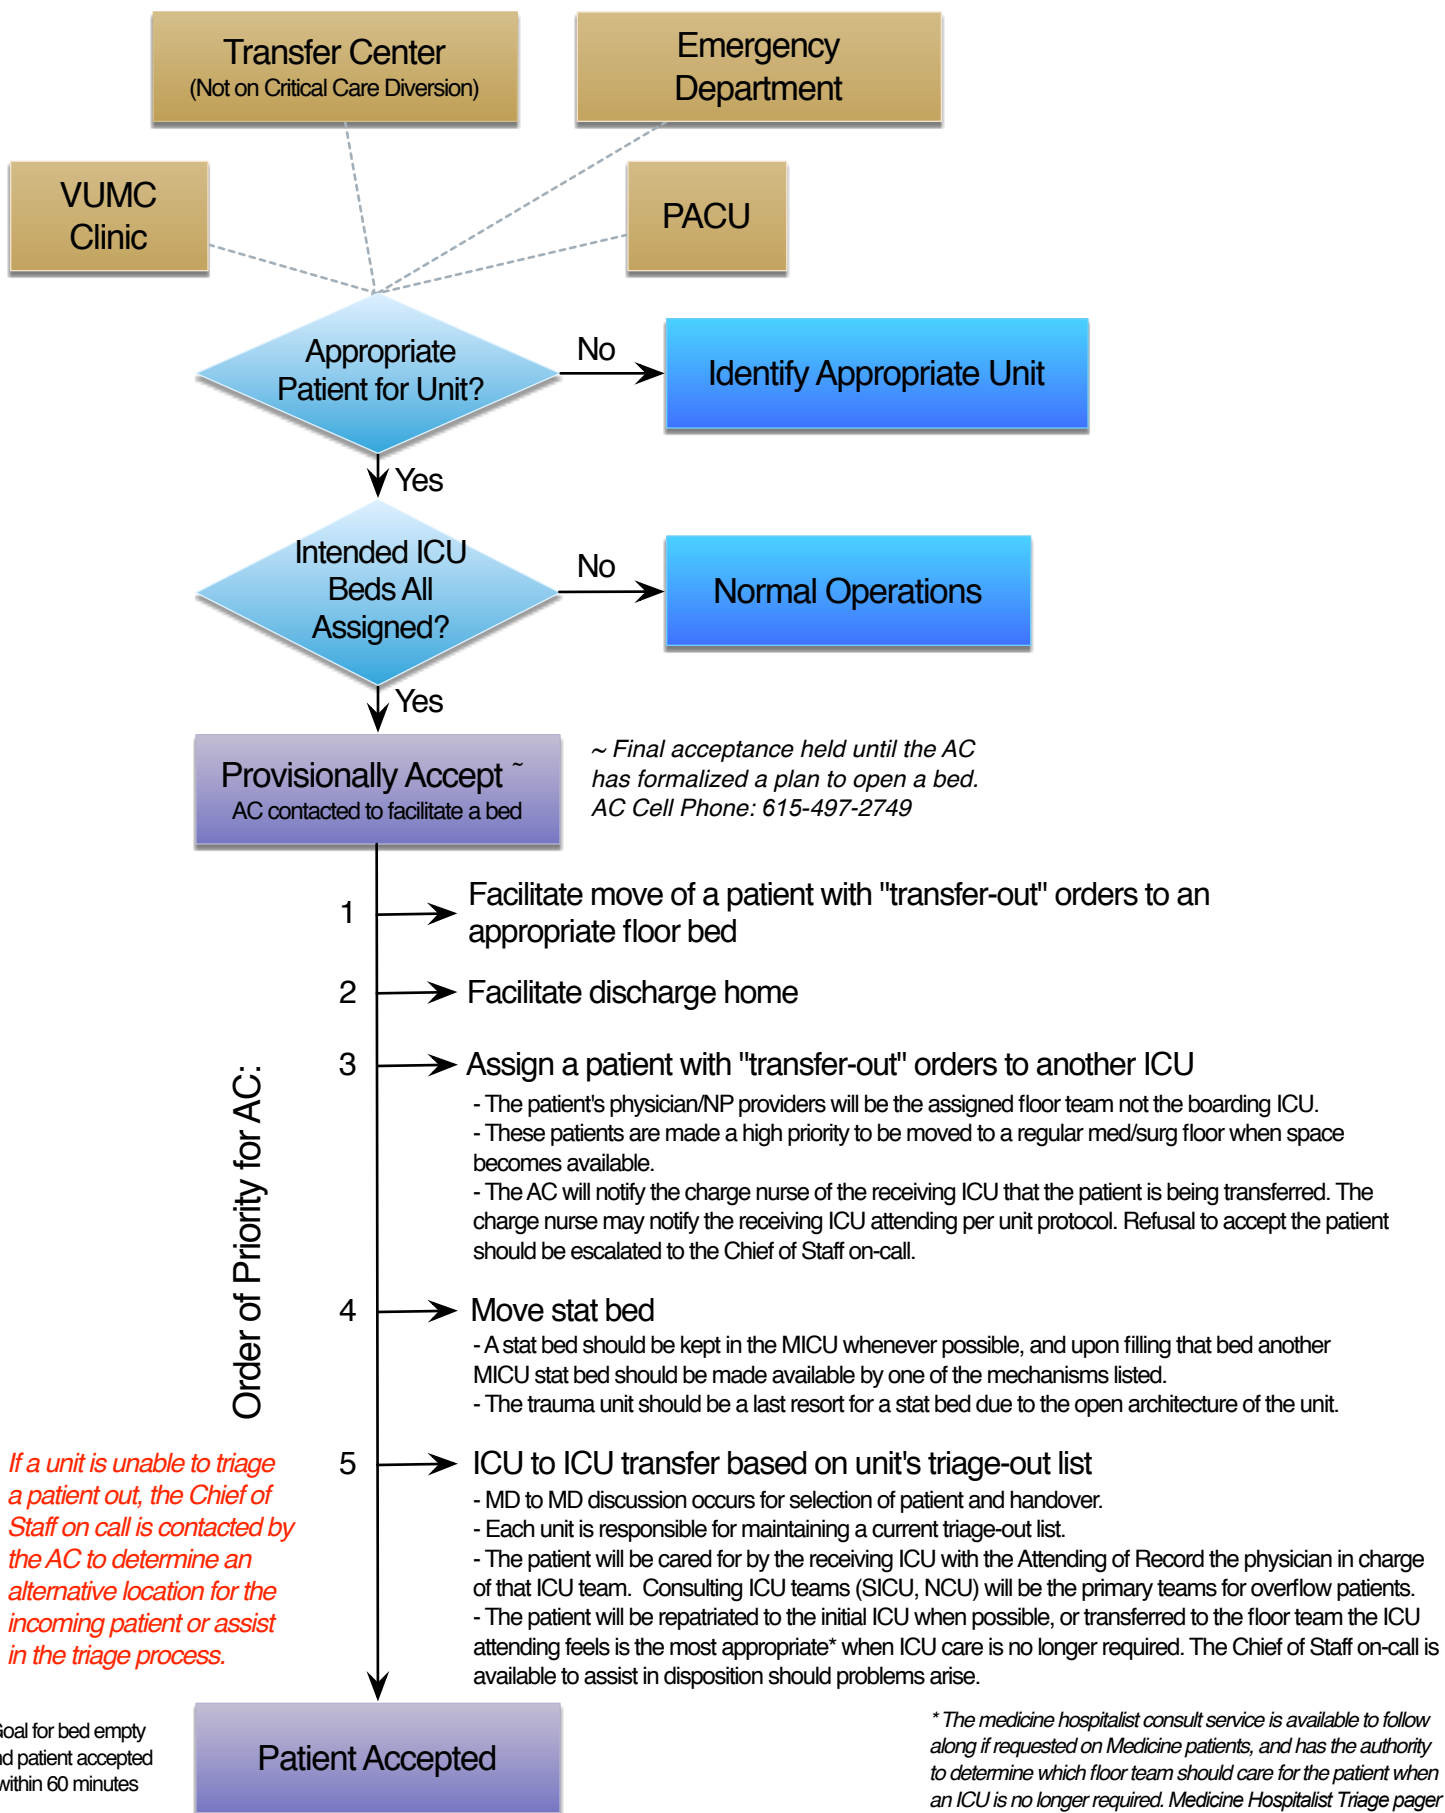 Transfer Center
(Not on Critical Care Diversion)
Emergency
Department
VUMC
Clinic
PACU
Appropriate
Patient for Unit?
No
Identify Appropriate Unit
Yes
Intended ICU
Beds All
Assigned?
No
Normal Operations
Yes
Provisionally Accept ~
AC contacted to facilitate a bed
~ Final acceptance held until the AC
has formalized a plan to open a bed.
AC Cell Phone: 615-497-2749
Order of Priority for AC:
1
Facilitate move of a patient with "transfer-out" orders to an
appropriate floor bed
2
Facilitate discharge home
3
Assign a patient with "transfer-out" orders to another ICU
- The patient's physician/NP providers will be the assigned floor team not the boarding ICU.
- These patients are made a high priority to be moved to a regular med/surg floor when space
becomes available.
- The AC will notify the charge nurse of the receiving ICU that the patient is being transferred. The
charge nurse may notify the receiving ICU attending per unit protocol. Refusal to accept the patient
should be escalated to the Chief of Staff on-call.
4
Move stat bed
- A stat bed should be kept in the MICU whenever possible, and upon filling that bed another
MICU stat bed should be made available by one of the mechanisms listed.
- The trauma unit should be a last resort for a stat bed due to the open architecture of the unit.
5
ICU to ICU transfer based on unit's triage-out list
- MD to MD discussion occurs for selection of patient and handover.
- Each unit is responsible for maintaining a current triage-out list.
- The patient will be cared for by the receiving ICU with the Attending of Record the physician in charge
of that ICU team. Consulting ICU teams (SICU, NCU) will be the primary teams for overflow patients.
- The patient will be repatriated to the initial ICU when possible, or transferred to the floor team the ICU
attending feels is the most appropriate* when ICU care is no longer required. The Chief of Staff on-call is
available to assist in disposition should problems arise.
If a unit is unable to triage
a patient out, the Chief of
Staff on call is contacted by
the AC to determine an
alternative location for the
incoming patient or assist
in the triage process.
Goal for bed empty
nd patient accepted
within 60 minutes
Patient Accepted
* The medicine hospitalist consult service is available to follow
along if requested on Medicine patients, and has the authority
to determine which floor team should care for the patient when
an ICU is no longer required. Medicine Hospitalist Triage pager